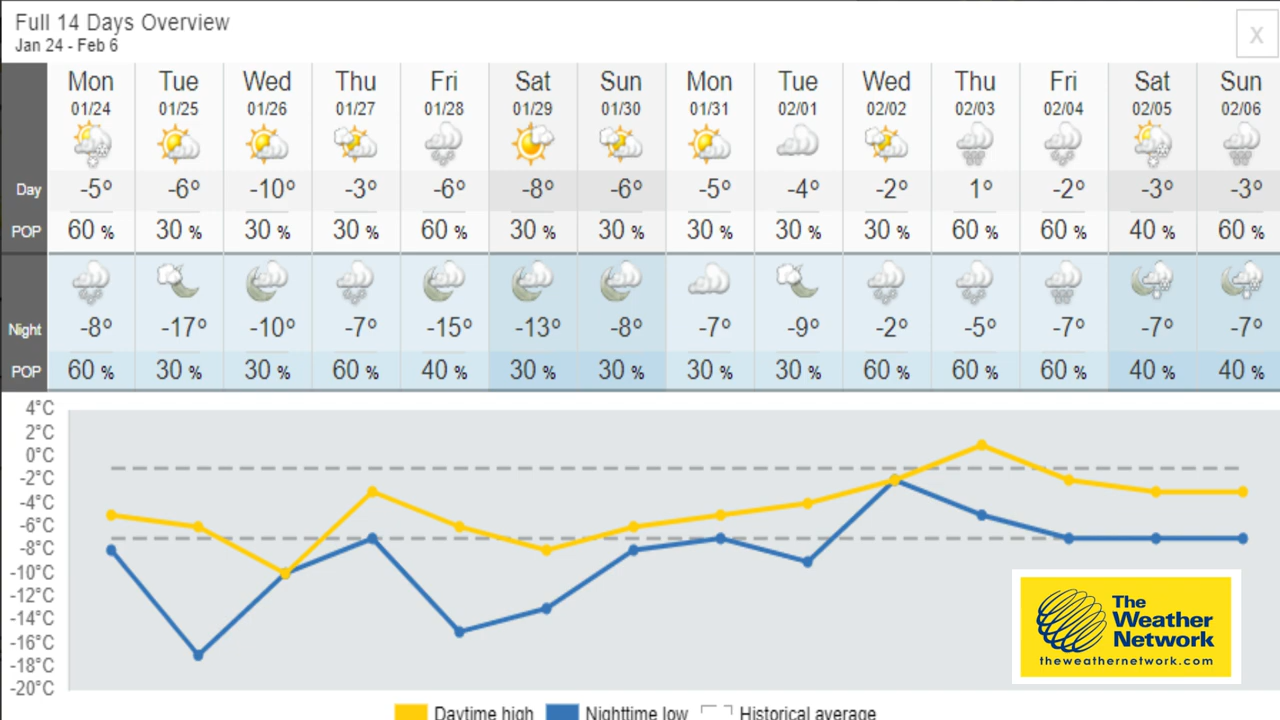 Full 14 Days Overview
Jan 24 - Feb 6
X
Mon Tue Wed Thu Fri Sat Sun Mon Tue Wed Thu Fri Sat Sun
01/24 01/25 01/26 01/27 01/28 01/29 01/30 01/31 02/01 02/02 02/03 02/04 02/05 02/06
Day -5º -6º -10º -3º -6º -8º -6º -5º -4º -2º 1º -2º -3º -3º
POP 60 % 30 % 30 % 30 % 60 % 30 % 30 % 30 % 30 % 30 % 60 % 60 % 40 % 60 %
Night -8º -17º -10º -7º -15º -13º -8º -7º -9º -2º -5º -7º -7º -7º
POP 60 % 30 % 30 % 60 % 40 % 30 % 30 % 30 % 30 % 60 % 60 % 60 % 40 % 40 %
4°C
2°C
0°C
-2°C
-4°C
-6°C
-8°C
-10°C
-12°C
-14°C
-16°C
-18°C
-20°C
The
Weather
Network
theweathernetwork.com
Daytime high Nighttime low Historical average